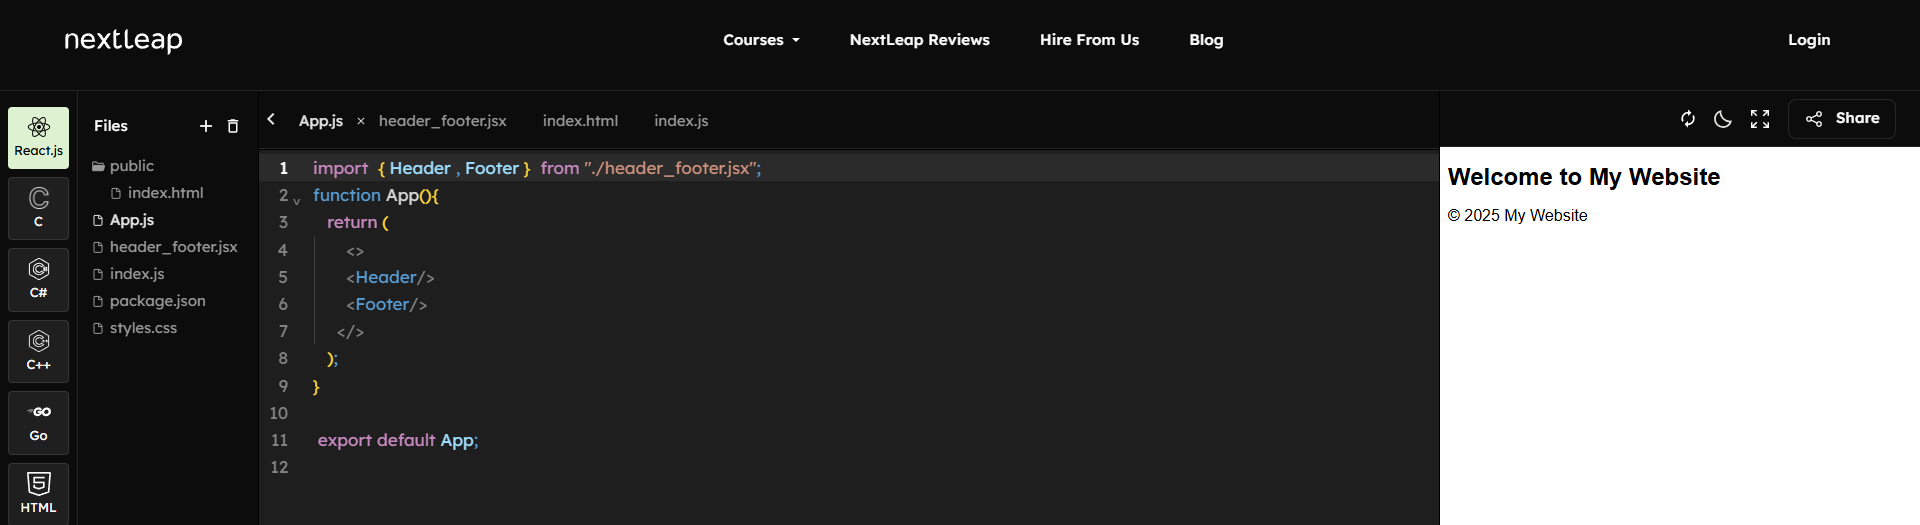 nextleap
Courses
NextLeap Reviews
Hire From Us
Blog
Login
React.js
C
C
C#
C++
GO
Go
5
HTML
Files
public
index.html
App.js
header_footer.jsx
index.js
package.json
styles.css
App.js × header_footer.jsx index.html index.js
1 import { Header , Footer } from "./header_footer.jsx";
2 function App(){
3 return (
4 <>
5 <Header/>
6 <Footer/>
7 </>
8 );
9 }
10
11 export default App;
12
Share
Welcome to My Website
© 2025 My Website